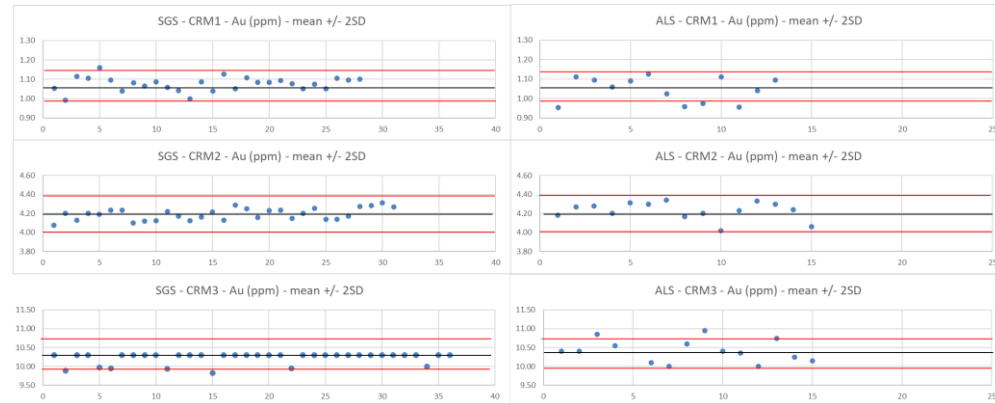 SGS - CRM1 - Au (ppm) - mean +/- 2SD
1.30
1.20
1.10
1.00
0.90
0 5 10 15 20 25 30 35 40
ALS - CRM1 - Au (ppm) - mean +/- 2SD
1.30
1.20
1.10
1.00
0.90
0 5 10 15 20 25
SGS - CRM2 - Au (ppm) - mean +/- 2SD
4.60
4.40
4.20
4.00
3.80
0 5 10 15 20 25 30 35 40
ALS - CRM2 - Au (ppm) - mean +/- 2SD
4.60
4.40
4.20
4.00
3.80
0 5 10 15 20 25
SGS - CRM3 - Au (ppm) - mean +/- 2SD
11.50
11.00
10.50
10.00
9.50
0 5 10 15 20 25 30 35 40
ALS - CRM3 - Au (ppm) - mean +/- 2SD
11.50
11.00
10.50
10.00
9.50
0 5 10 15 20 25